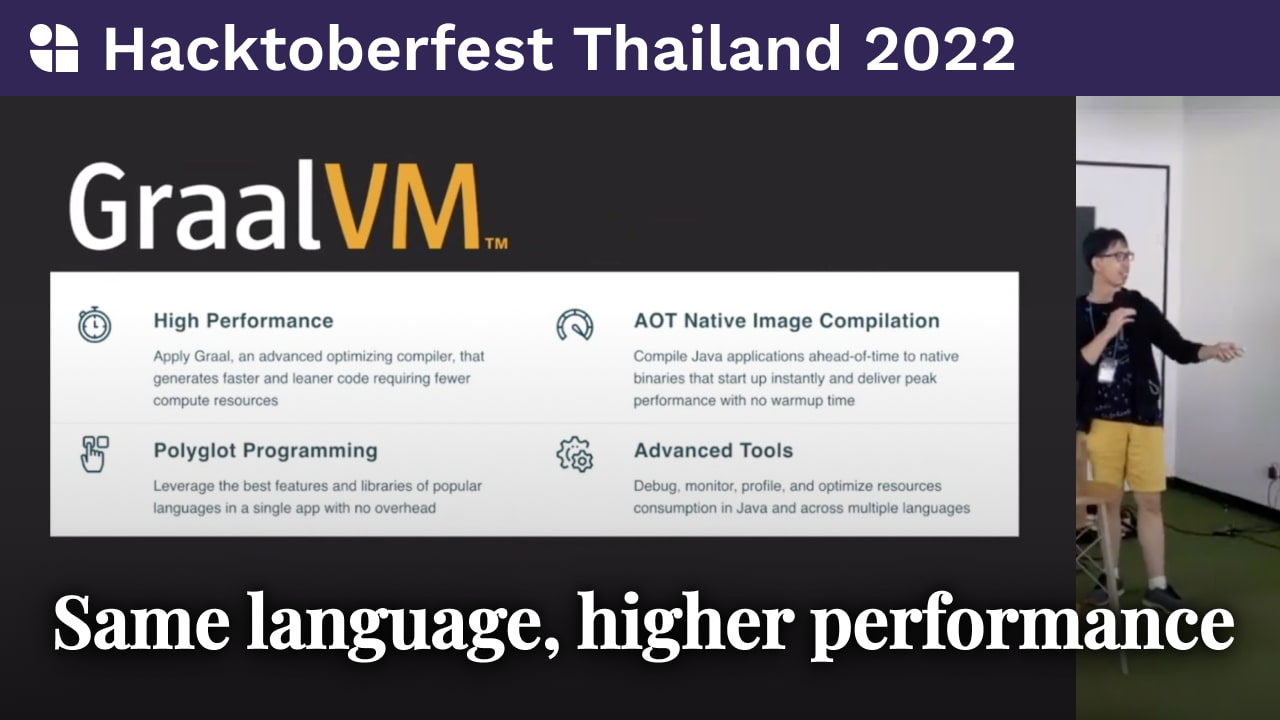 Hacktoberfest Thailand 2022
GraalVM™
High Performance
Apply Graal, an advanced optimizing compiler, that
generates faster and leaner code requiring fewer
compute resources
AOT Native Image Compilation
Compile Java applications ahead-of-time to native
binaries that start up instantly and deliver peak
performance with no warmup time
Polyglot Programming
Leverage the best features and libraries of popular
languages in a single app with no overhead
Advanced Tools
Debug, monitor, profile, and optimize resources
consumption in Java and across multiple languages
Same language, higher performance